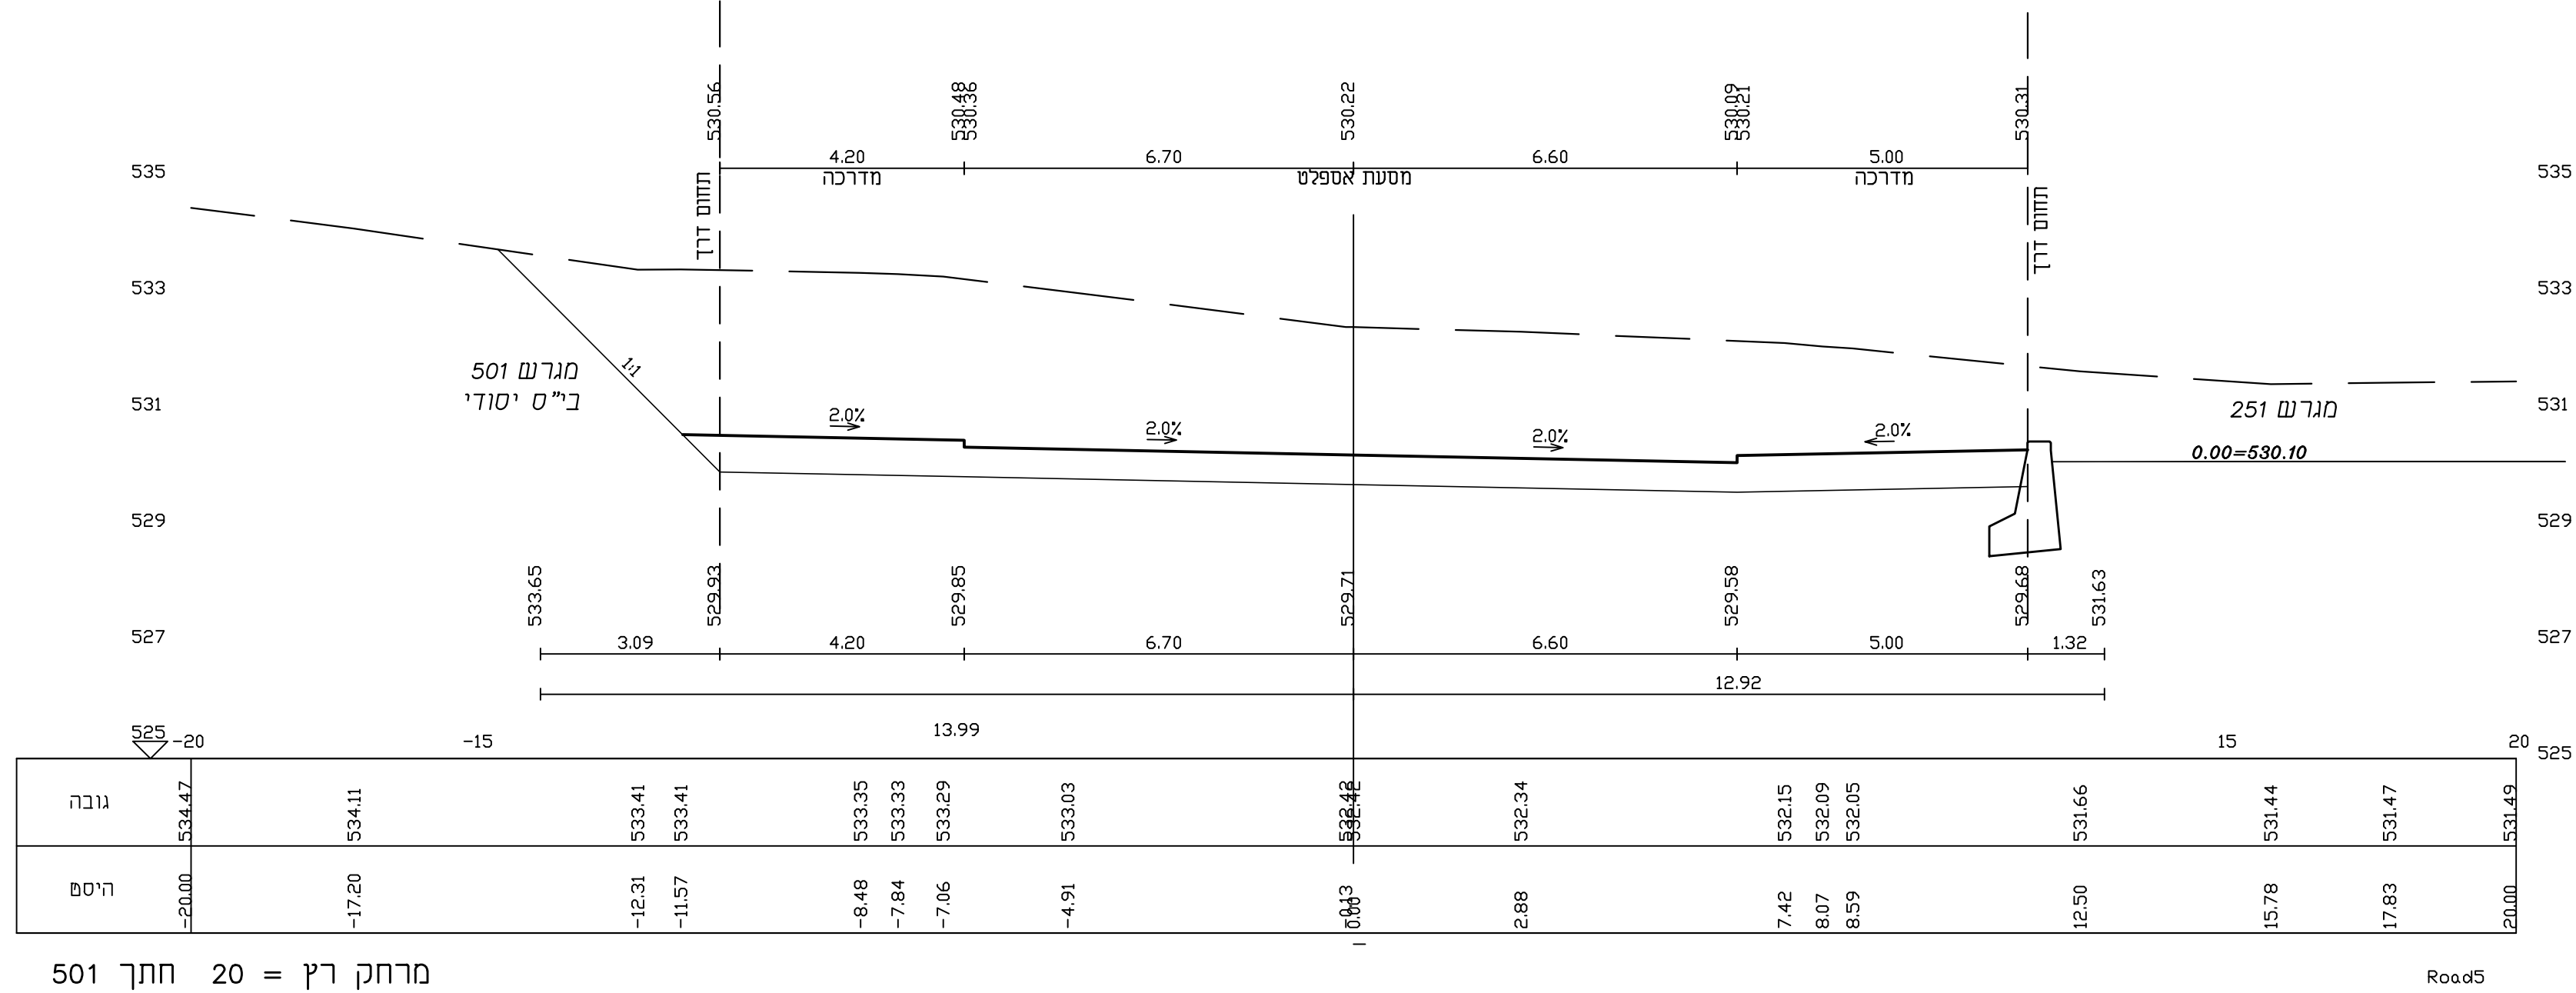 530.56 530.48 530.36 530.22 530.09 530.21 530.31
4.20 6.70 6.60 5.00
מדרכה מסעת אספלט מדרכה
תחום דרך
תחום דרך
535 535
533 533
531 531
529 529
527 527
525 525
1:1
מגרש 501
בי"ס יסודי
2.0% 2.0% 2.0% 2.0%
מגרש 251
0.00=530.10
533.65 529.93 529.85 529.71 529.58 529.68 531.63
3.09 4.20 6.70 6.60 5.00 1.32
12.92
13.99
-20 -15 15 20
גובה
534.47 534.11 533.41 533.41 533.35 533.33 533.29 533.03 532.42 532.42 532.34 532.15 532.09 532.05 531.66 531.44 531.47 531.49
היסט
-20.00 -17.20 -12.31 -11.57 -8.48 -7.84 -7.06 -4.91 -0.13 0.00 2.88 7.42 8.07 8.59 12.50 15.78 17.83 20.00
מרחק רץ = 20 חתך 501
Road5